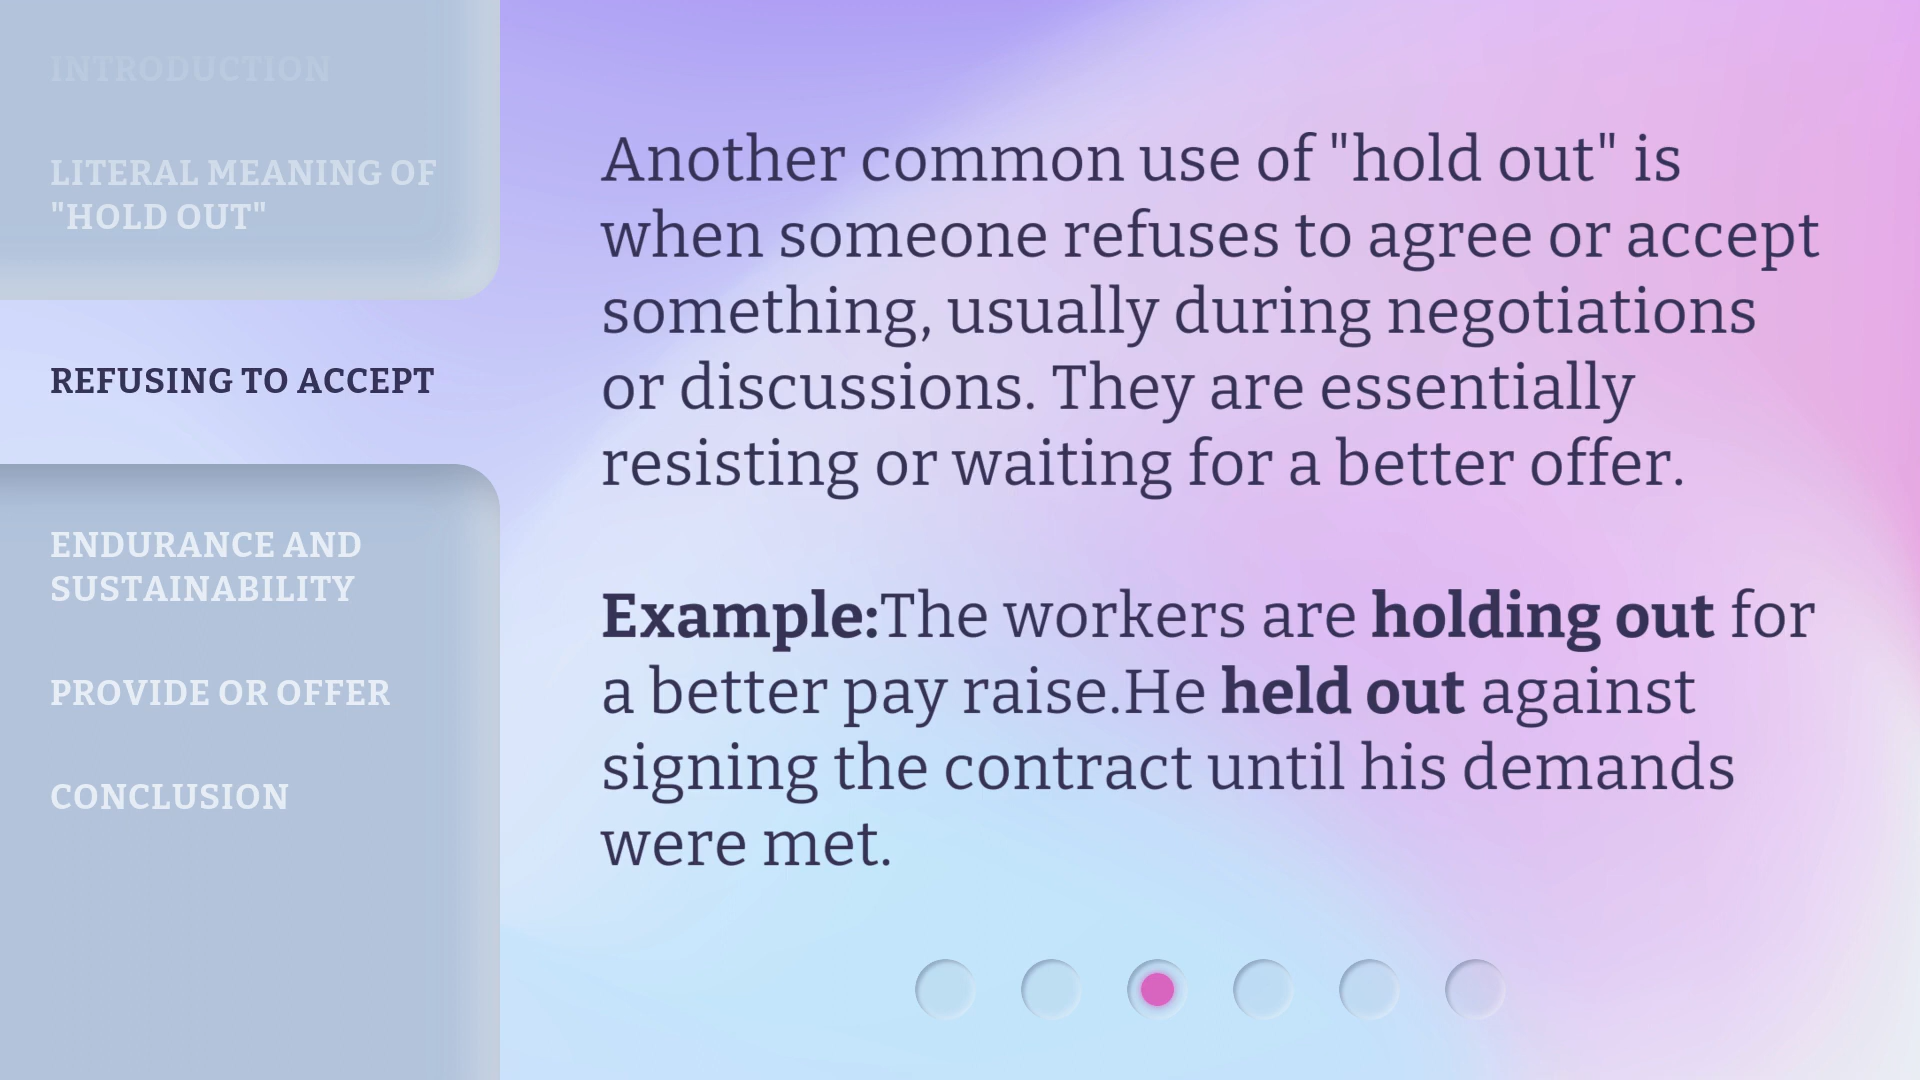 INTRODUCTION
LITERAL MEANING OF
"HOLD OUT"
REFUSING TO ACCEPT
ENDURANCE AND
SUSTAINABILITY
PROVIDE OR OFFER
CONCLUSION
Another common use of "hold out" is
when someone refuses to agree or accept
something, usually during negotiations
or discussions. They are essentially
resisting or waiting for a better offer.
Example:The workers are holding out for
a better pay raise.He held out against
signing the contract until his demands
were met.